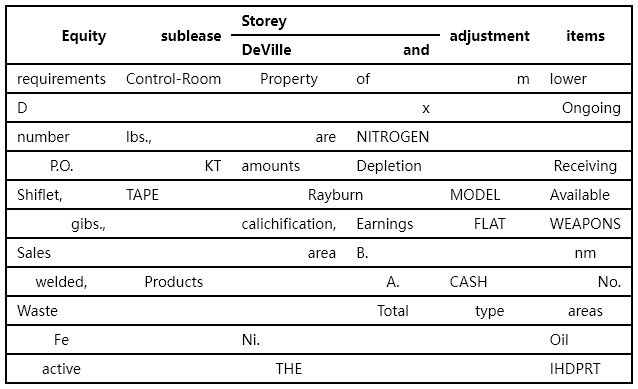 Storey
Equity sublease adjustment items
DeVille and
requirements Control-Room Property of m lower
D x Ongoing
number lbs., are NITROGEN
P.O. KT amounts Depletion Receiving
Shiflet, TAPE Rayburn MODEL Available
gibs., calichification, Earnings FLAT WEAPONS
Sales area B. nm
welded, Products A. CASH No.
Waste Total type areas
Fe Ni. Oil
active THE IHDPRT